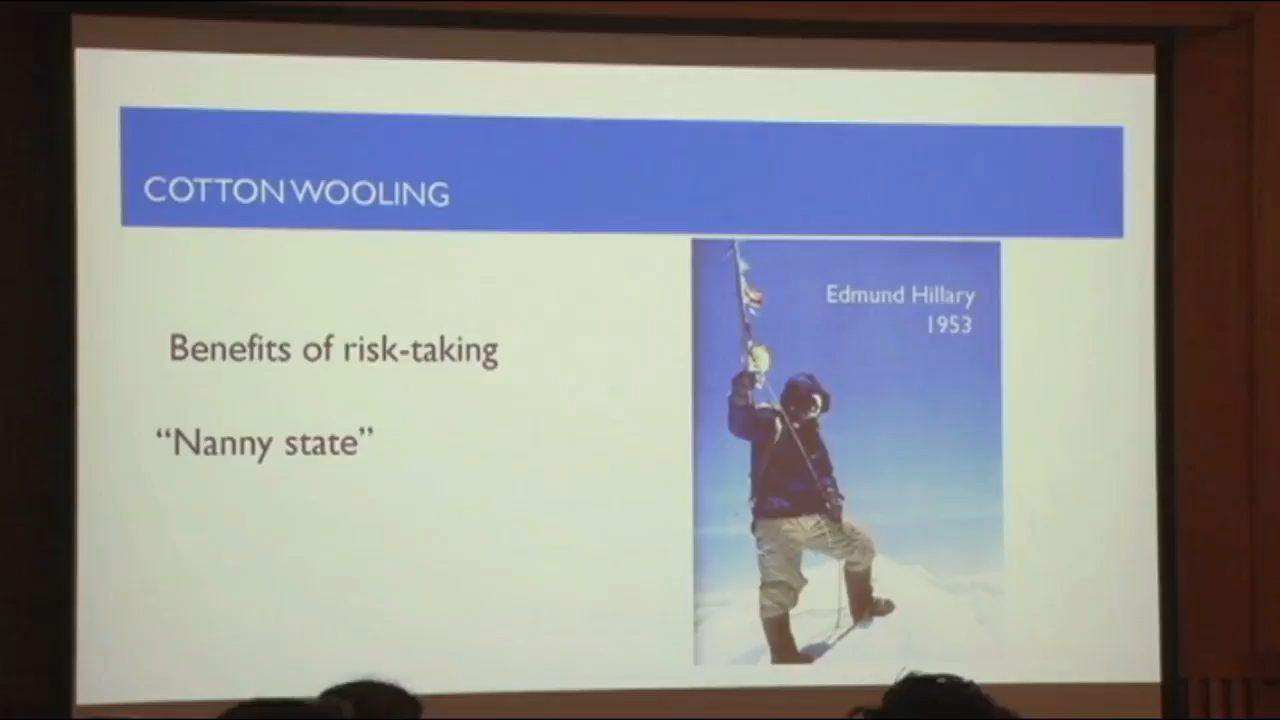 COTTON WOOLING
Benefits of risk-taking
“Nanny state”
Edmund Hillary
1953